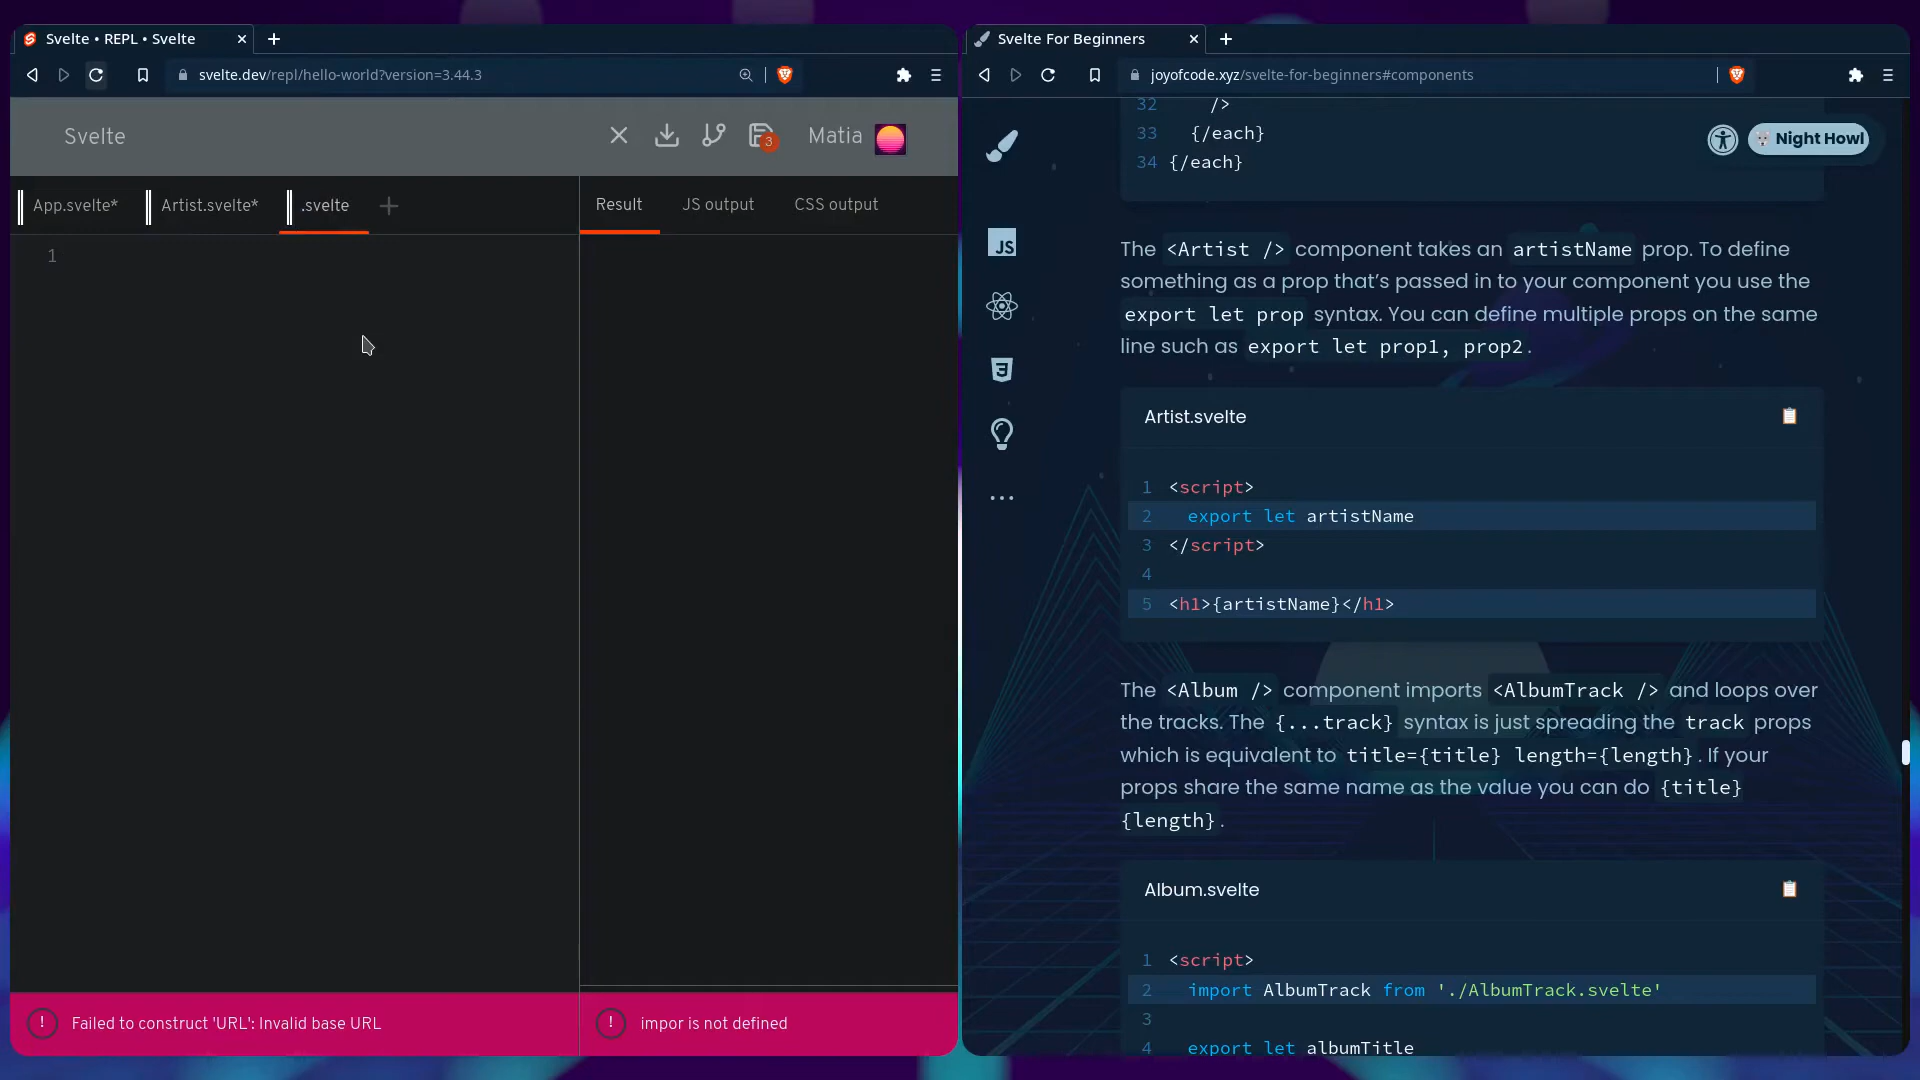 Svelte • REPL • Svelte
svelte.dev/repl/hello-world?version=3.44.3
Svelte
3
Matia
App.svelte*
Artist.svelte*
.svelte
Result
JS output
CSS output
1
Failed to construct 'URL': Invalid base URL
impor is not defined
Svelte For Beginners
joyofcode.xyz/svelte-for-beginners#components
Night Howl
JS
32 />
33 {/each}
34 {/each}
The <Artist /> component takes an artistName prop. To define
something as a prop that's passed in to your component you use the
export let prop syntax. You can define multiple props on the same
line such as export let prop1, prop2.
Artist.svelte
1 <script>
2 export let artistName
3 </script>
4
5 <h1>{artistName}</h1>
The <Album /> component imports <AlbumTrack /> and loops over
the tracks. The {...track} syntax is just spreading the track props
which is equivalent to title={title} length={length}. If your
props share the same name as the value you can do {title}
{length}.
Album.svelte
1 <script>
2 import AlbumTrack from './AlbumTrack.svelte'
3
4 export let albumTitle